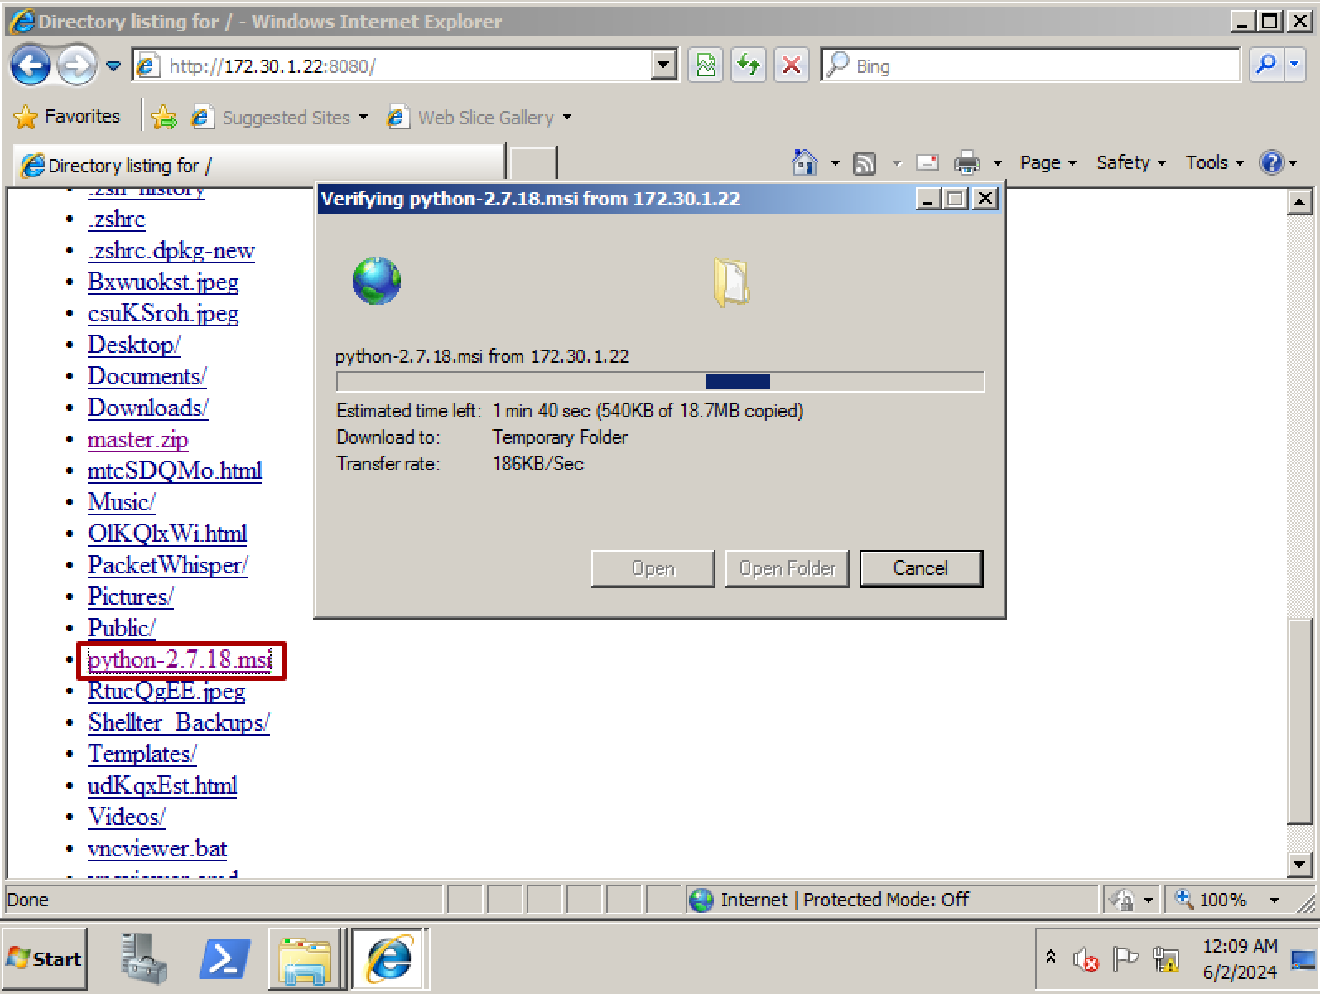 Directory listing for / - Windows Internet Explorer
http://172.30.1.22:8080/
Bing
Favorites
Suggested Sites
Web Slice Gallery
Directory listing for /
Page
Safety
Tools
.zsh_history
.zshrc
.zshrc.dpkg-new
Bxwuokst.jpeg
csuKSroh.jpeg
Desktop/
Documents/
Downloads/
master.zip
mtcSDQMo.html
Music/
OlKQlxWi.html
PacketWhisper/
Pictures/
Public/
python-2.7.18.msi
RtucQgEE.jpeg
Shellter_Backups/
Templates/
udKqxEst.html
Videos/
vncviewer.bat
Verifying python-2.7.18.msi from 172.30.1.22
python-2.7.18.msi from 172.30.1.22
Estimated time left: 1 min 40 sec (540KB of 18.7MB copied)
Download to: Temporary Folder
Transfer rate: 186KB/Sec
Open
Open Folder
Cancel
Done
Internet | Protected Mode: Off
100%
Start
12:09 AM
6/2/2024